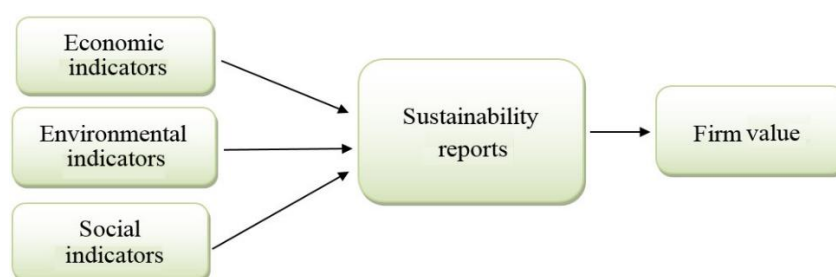 Economic
indicators
Environmental
indicators
Social
indicators
Sustainability
reports
Firm value